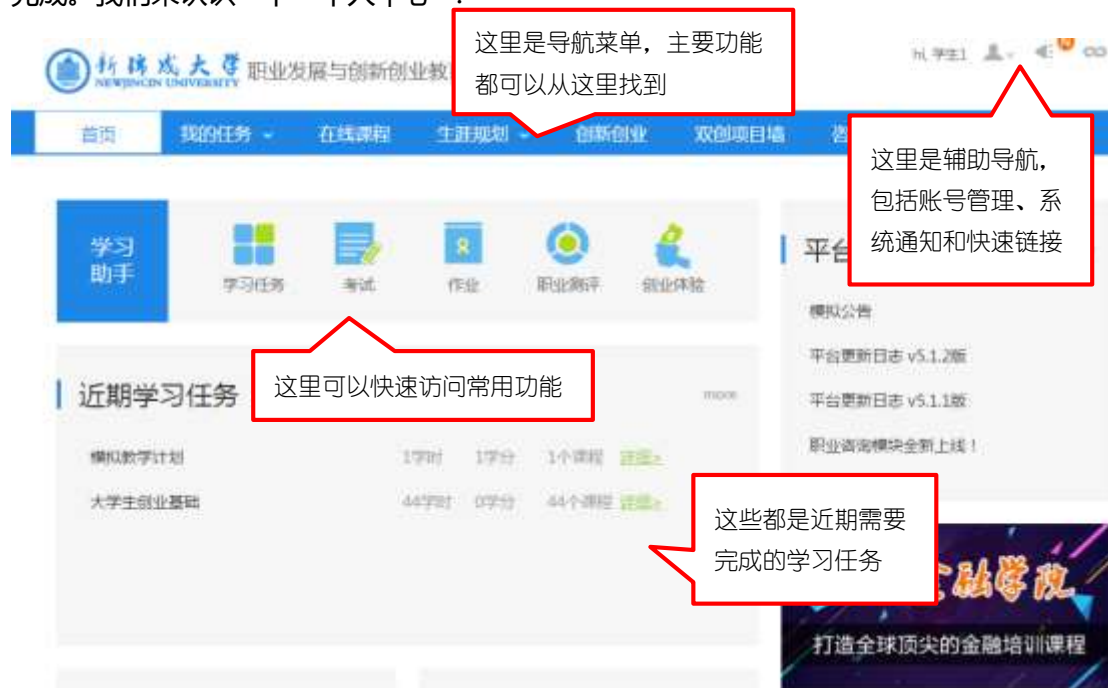 这里是导航菜单，主要功能
都可以从这里找到
新锦成大学
NEWJINCIN UNIVERSITY
职业发展与创新创业教
hi, 学生1
首页
我的任务
在线课程
生涯规划
创新创业
双创项目墙
这里是辅助导航，
包括账号管理、系
统通知和快速链接
学习
助手
学习任务
考试
作业
职业测评
创业体验
平台
模拟公告
平台更新日志 v5.1.2版
平台更新日志 v5.1.1版
职业咨询模块全新上线！
这里可以快速访问常用功能
近期学习任务
more
模拟教学计划 1学时 1学分 1个课程 详细>
大学生创业基础 44学时 0学分 44个课程 详细>
这些都是近期需要
完成的学习任务
金融学院
打造全球顶尖的金融培训课程